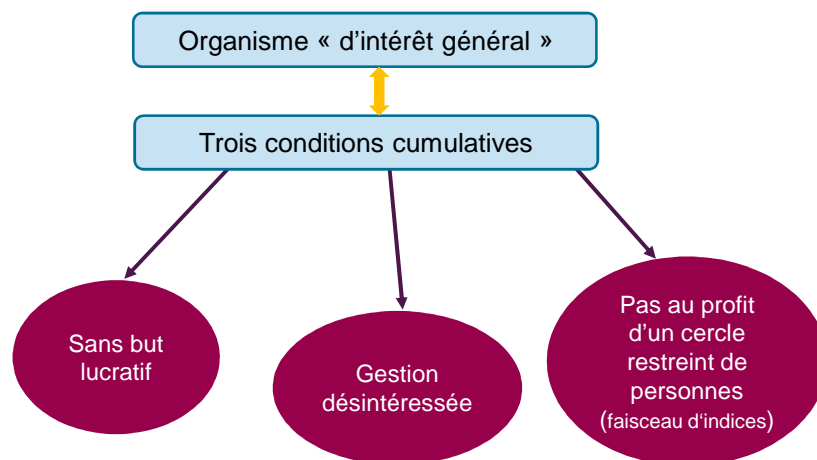 Organisme « d’intérêt général »
Trois conditions cumulatives
Sans but
lucratif
Gestion
désintéressée
Pas au profit
d’un cercle
restreint de
personnes
(faisceau d‘indices)